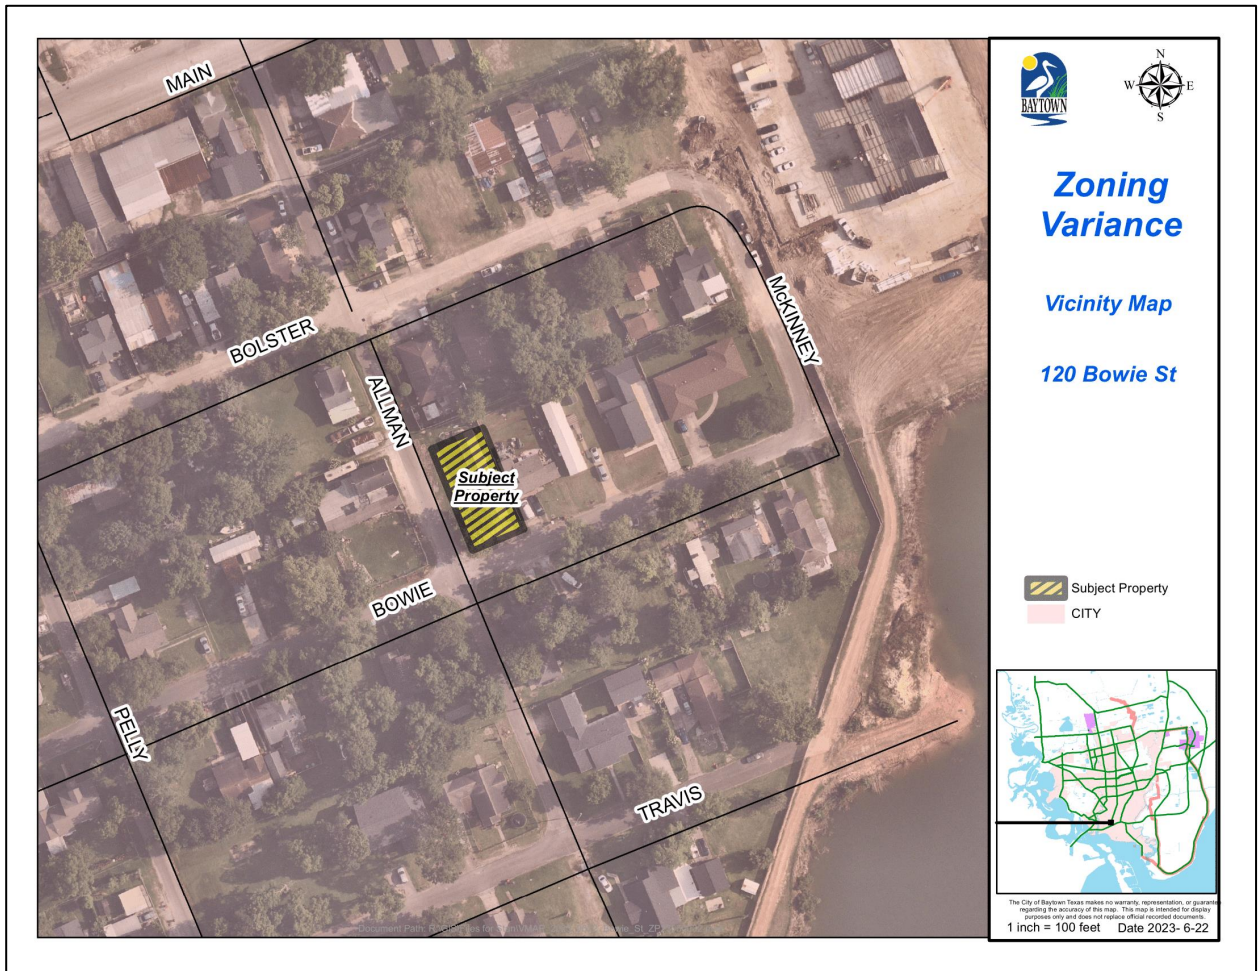 MAIN
BOLSTER
ALLMAN
McKINNEY
Subject
Property
BOWIE
PELLY
TRAVIS
BAYTOWN
N
W
E
S
Zoning
Variance
Vicinity Map
120 Bowie St
Subject Property
CITY
The City of Baytown Texas makes no warranty, representation, or guarantee
regarding the accuracy of this map. This map is intended for display
purposes only and does not replace official recorded documents.
1 inch = 100 feet
Date 2023- 6-22
Document Path: